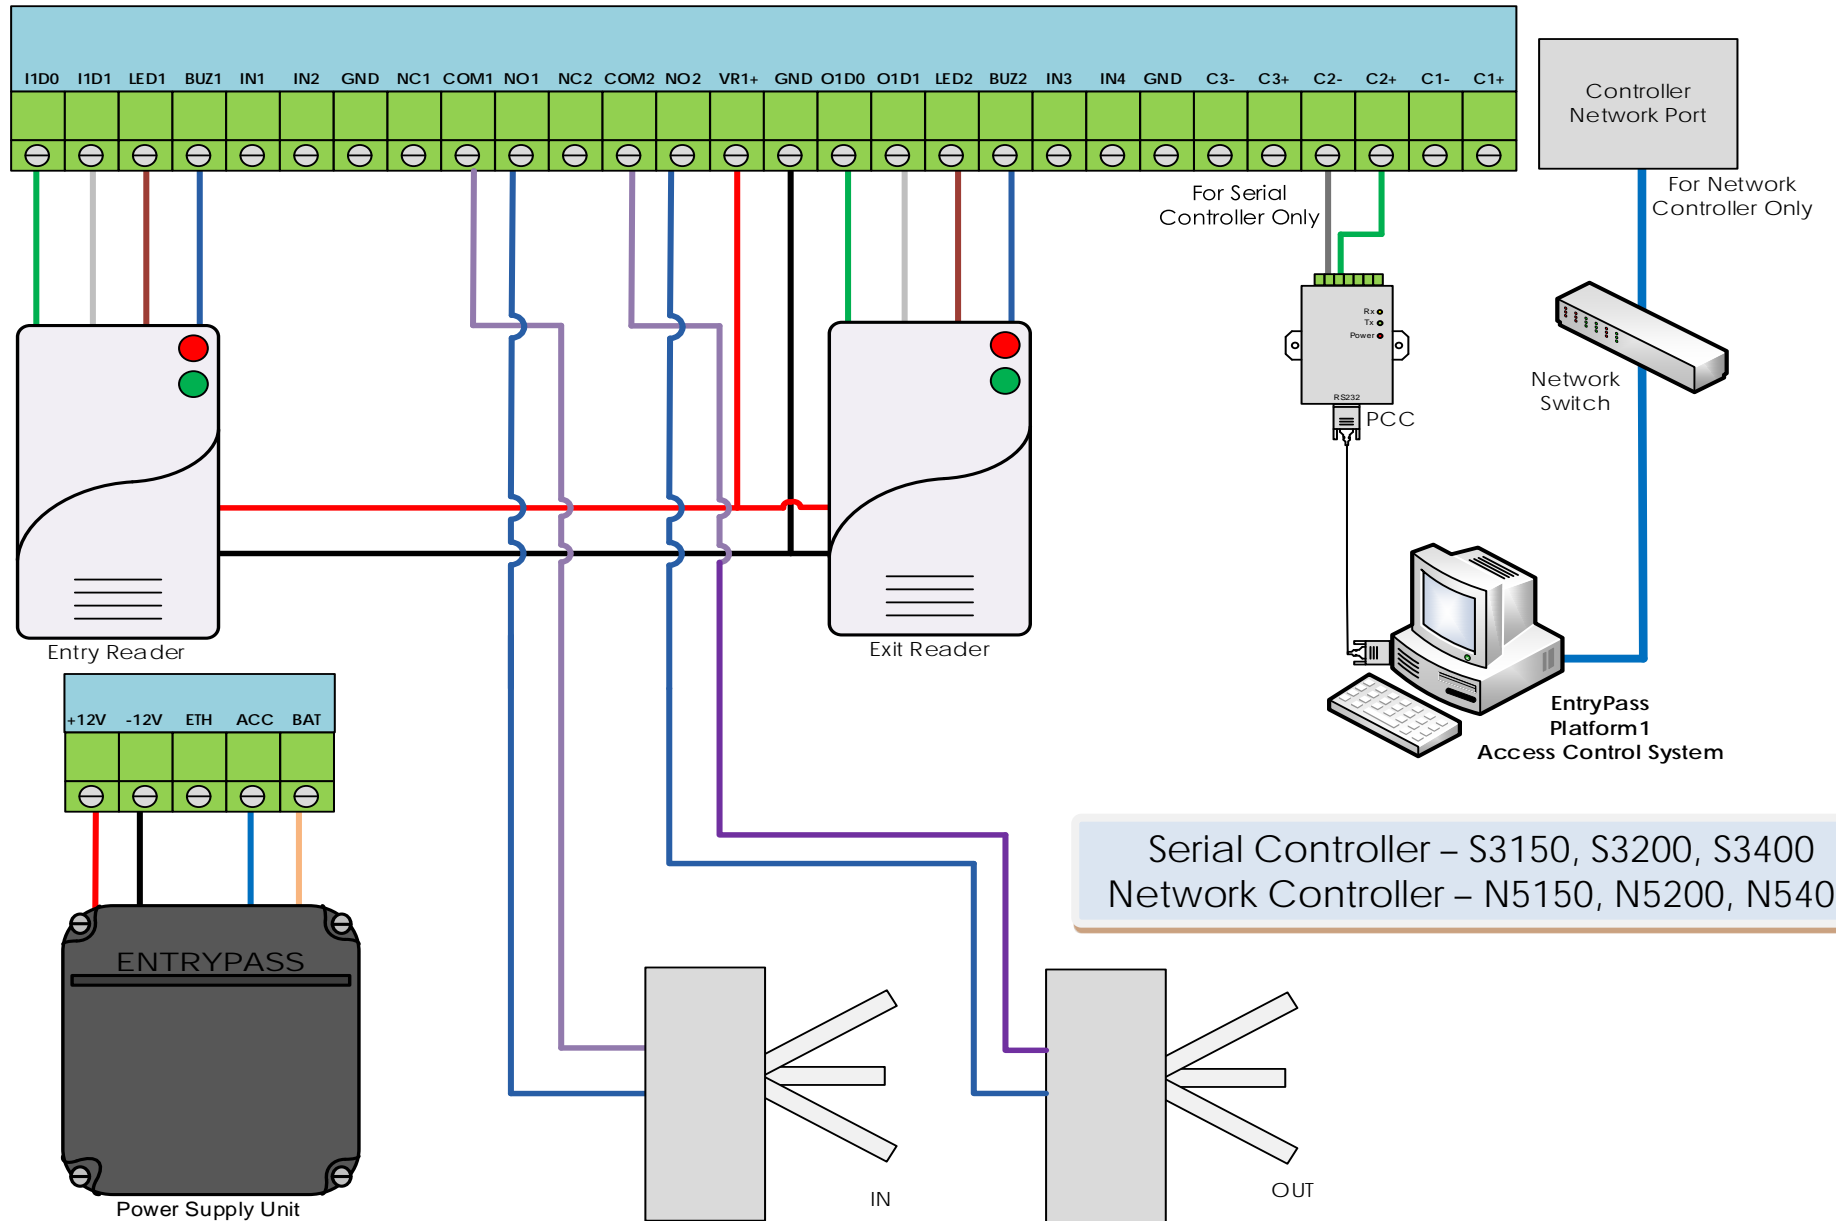 I1D0 I1D1 LED1 BUZ1 IN1 IN2 GND NC1 COM1 NO1 NC2 COM2 NO2 VR1+ GND O1D0 O1D1 LED2 BUZ2 IN3 IN4 GND C3- C3+ C2- C2+ C1- C1+
Controller
Network Port
For Serial
Controller Only
For Network
Controller Only
Rx
Tx
Power
RS232
PCC
Network
Switch
Entry Reader
Exit Reader
+12V -12V ETH ACC BAT
EntryPass
Platform1
Access Control System
Serial Controller – S3150, S3200, S3400
Network Controller – N5150, N5200, N540
ENTRYPASS
Power Supply Unit
IN
OUT